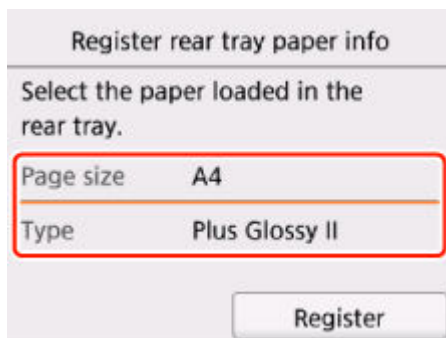 Register rear tray paper info
Select the paper loaded in the
rear tray.
Page size A4
Type Plus Glossy II
Register